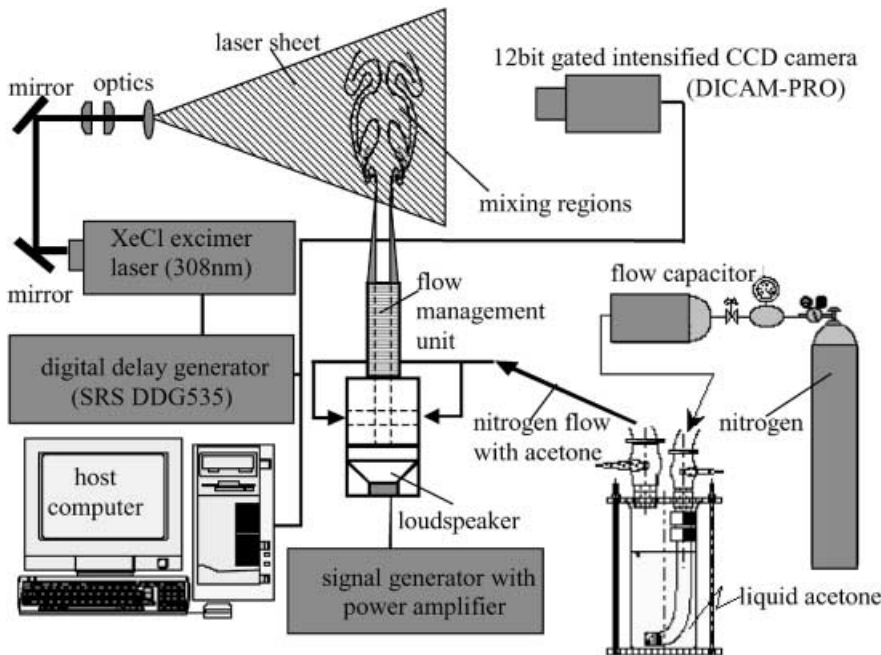 laser sheet
12bit gated intensified CCD camera
(DICAM-PRO)
mirror
optics
mixing regions
XeCl excimer
laser (308nm)
mirror
flow capacitor
flow
management
unit
digital delay generator
(SRS DDG535)
nitrogen flow
with acetone
nitrogen
host
computer
loudspeaker
signal generator with
power amplifier
liquid acetone